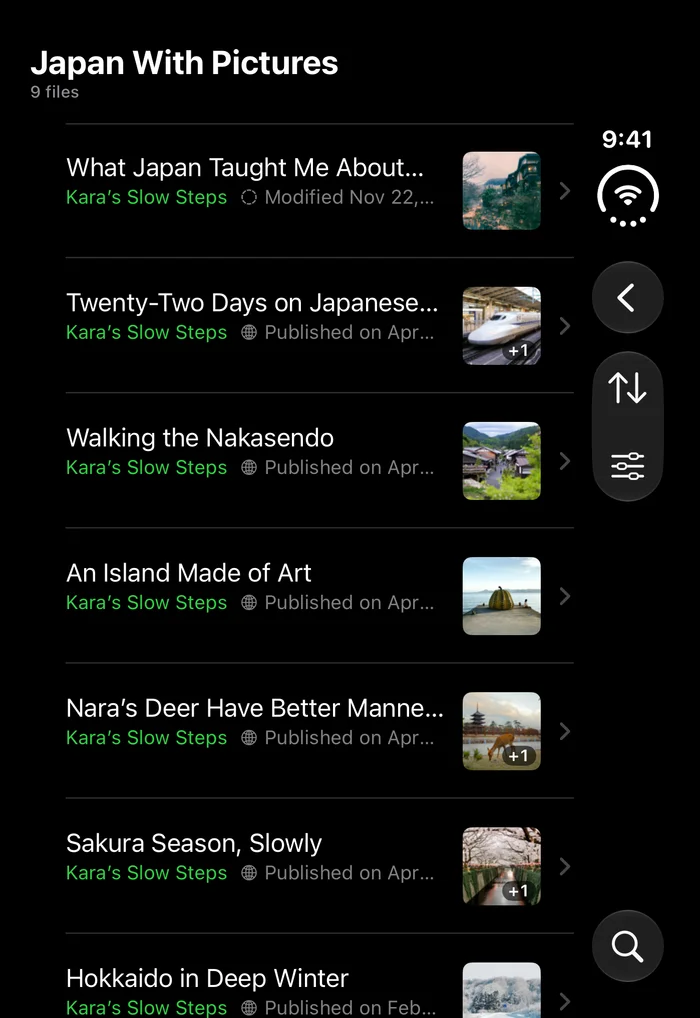 Japan With Pictures
9 files
9:41
What Japan Taught Me About...
Kara’s Slow Steps Modified Nov 22,...
Twenty-Two Days on Japanese...
Kara’s Slow Steps Published on Apr...
+1
Walking the Nakasendo
Kara’s Slow Steps Published on Apr...
An Island Made of Art
Kara’s Slow Steps Published on Apr...
Nara’s Deer Have Better Manne...
Kara’s Slow Steps Published on Apr...
+1
Sakura Season, Slowly
Kara’s Slow Steps Published on Apr...
+1
Hokkaido in Deep Winter
Kara’s Slow Steps Published on Feb...